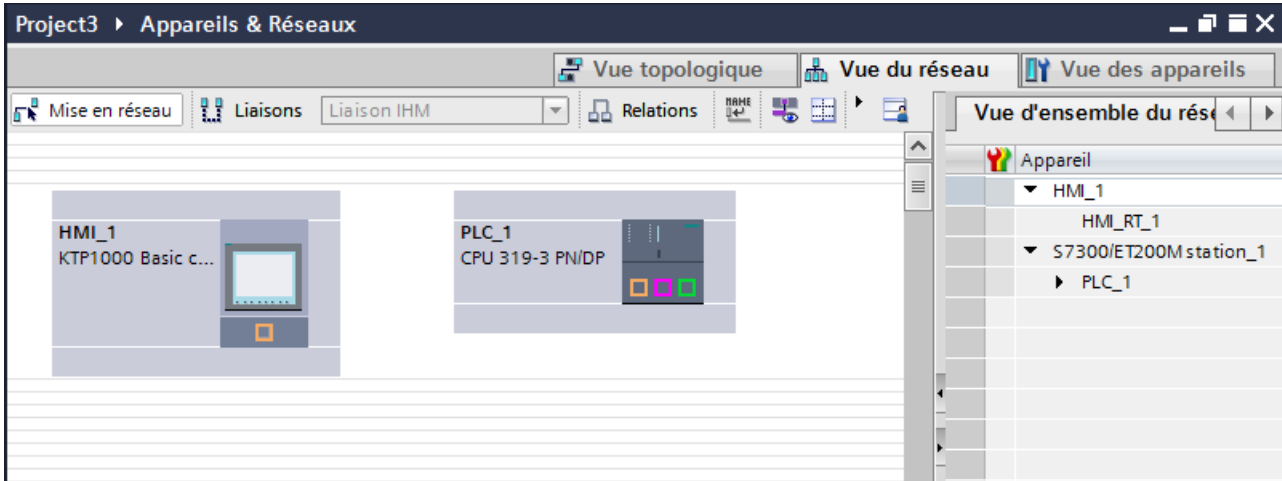 Project3 ▸ Appareils & Réseaux
Vue topologique
Vue du réseau
Vue des appareils
Mise en réseau
Liaisons
Liaison IHM
Relations
NAME
Vue d'ensemble du rése
Appareil
HMI_1
HMI_RT_1
S7300/ET200M station_1
PLC_1
HMI_1
KTP1000 Basic c...
PLC_1
CPU 319-3 PN/DP